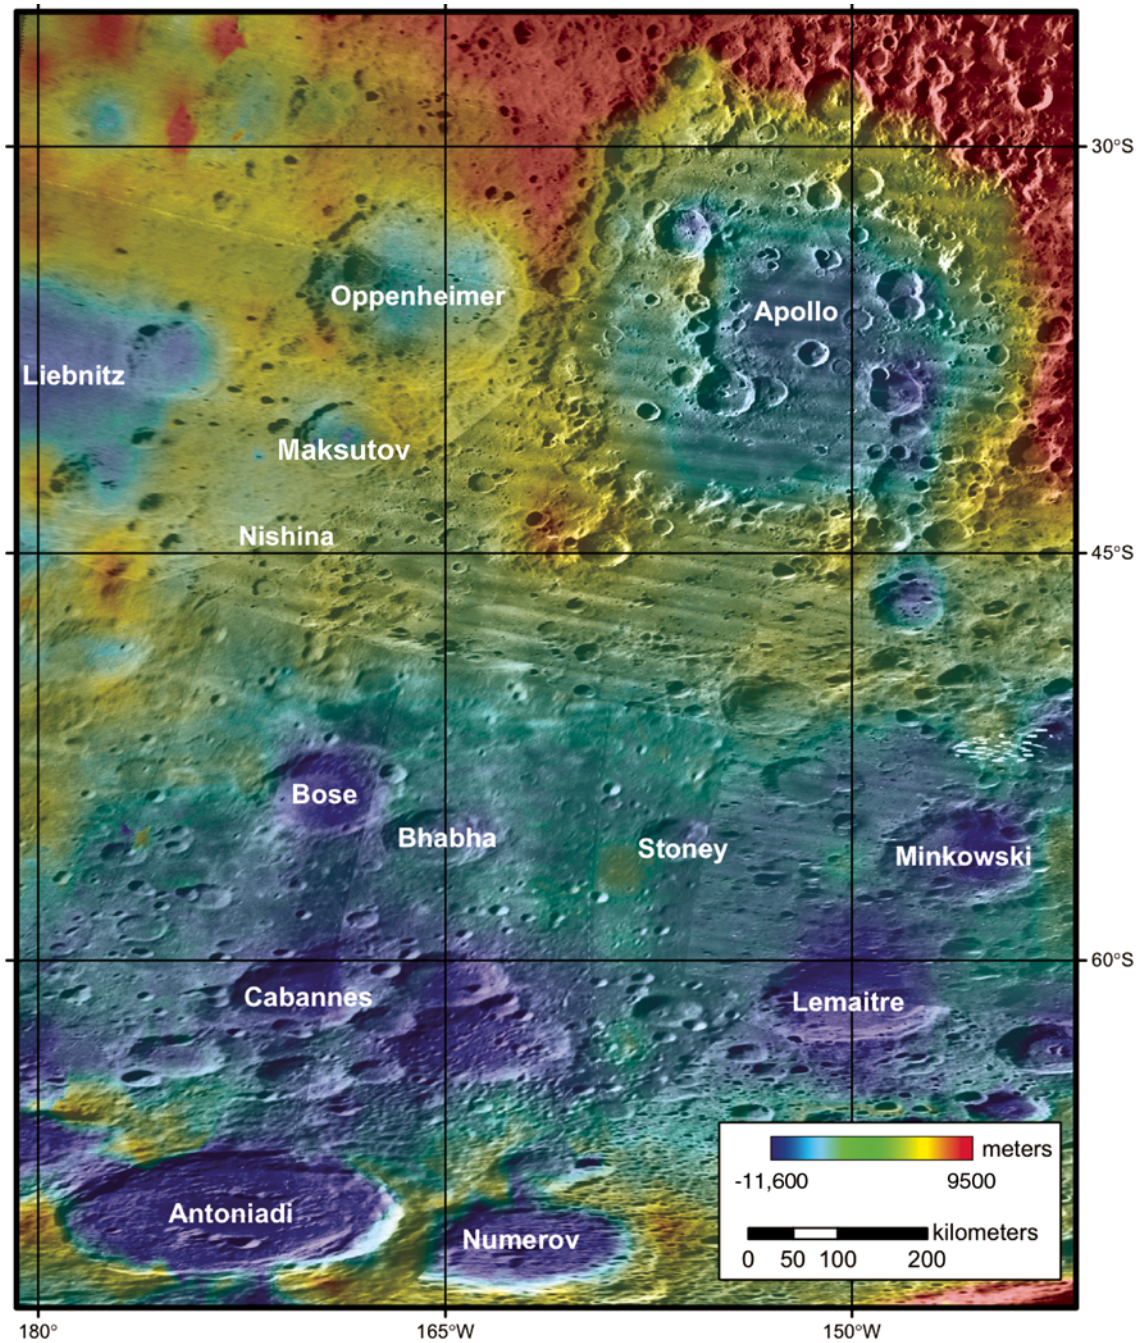 30°S
Oppenheimer
Apollo
Liebnitz
Maksutov
Nishina
45°S
Bose
Bhabha
Stoney
Minkowski
60°S
Cabannes
Lemaitre
meters
-11,600 9500
Antoniadi
Numerov
kilometers
0 50 100 200
180° 165°W 150°W